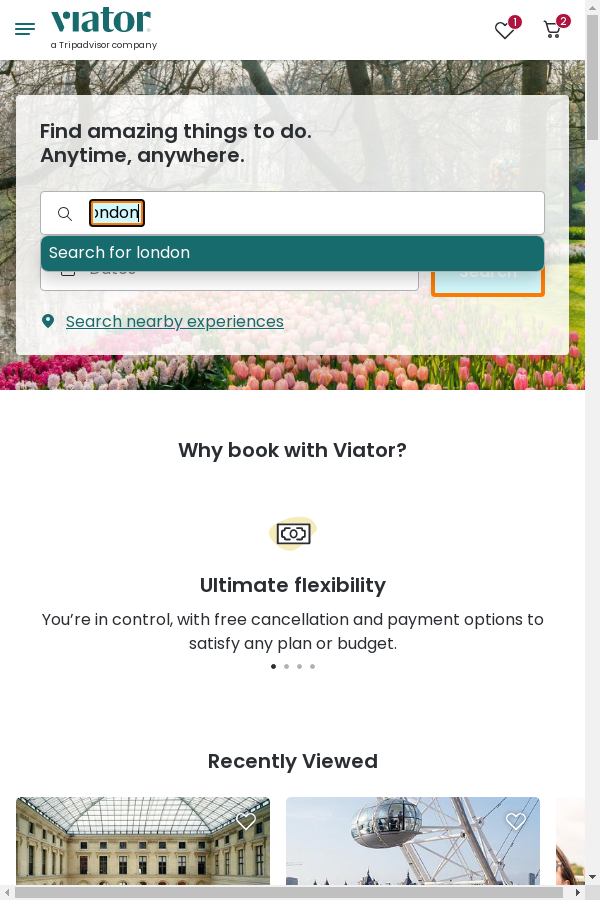 viator
a Tripadvisor company
1
2
Find amazing things to do.
Anytime, anywhere.
ondon
Search for london
Dates
Search
Search nearby experiences
Why book with Viator?
Ultimate flexibility
You're in control, with free cancellation and payment options to
satisfy any plan or budget.
Recently Viewed